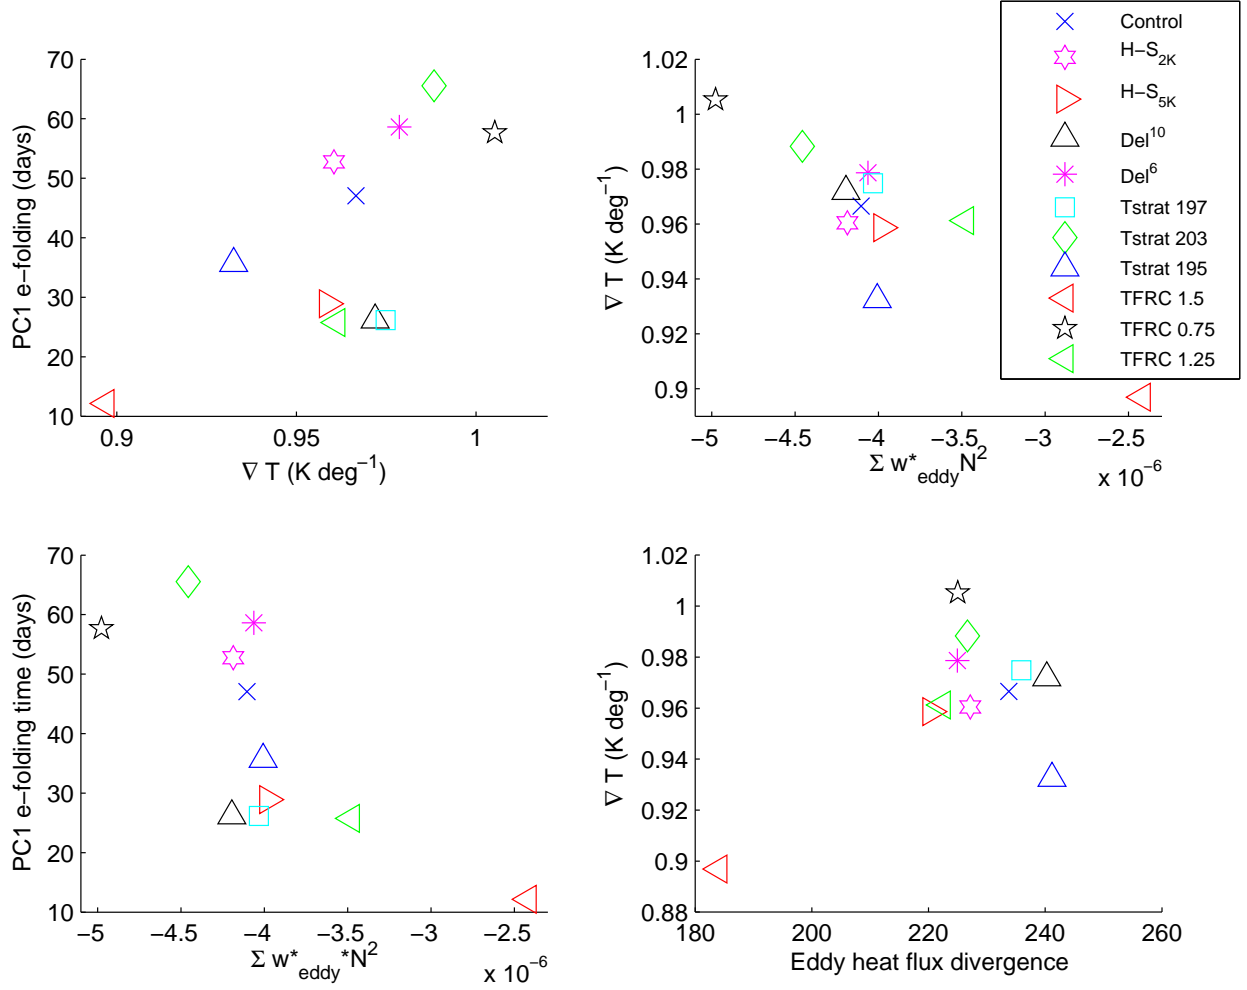 70
60
50
40
30
20
10
0.9
0.95
1
PC1 e−folding (days)
∇ T (K deg⁻¹)
1.02
1
0.98
0.96
0.94
0.92
0.9
−5
−4.5
−4
−3.5
−3
−2.5
x 10⁻⁶
∇ T (K deg⁻¹)
Σ w*eddyN²
Control
H−S2K
H−S5K
Del¹⁰
Del⁶
Tstrat 197
Tstrat 203
Tstrat 195
TFRC 1.5
TFRC 0.75
TFRC 1.25
70
60
50
40
30
20
10
−5
−4.5
−4
−3.5
−3
−2.5
x 10⁻⁶
PC1 e−folding time (days)
Σ w*eddy*N²
1.02
1
0.98
0.96
0.94
0.92
0.9
0.88
180
200
220
240
260
∇ T (K deg⁻¹)
Eddy heat flux divergence